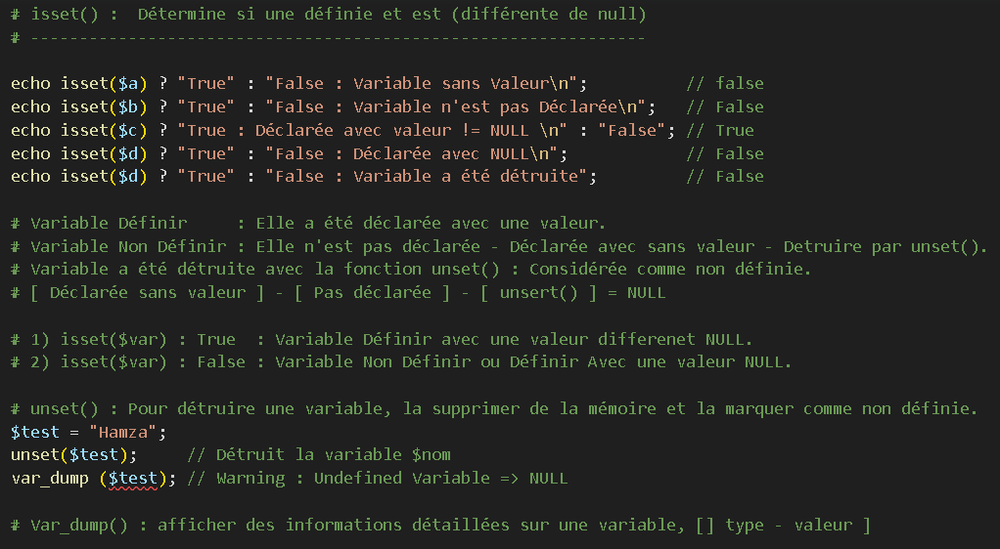 # isset() :  Détermine si une définie et est (différente de null)
# ---------------------------------------------------------------
echo isset($a) ? "True" : "False : Variable sans Valeur\n";          // false
echo isset($b) ? "True" : "False : Variable n'est pas Déclarée\n";   // False
echo isset($c) ? "True : Déclarée avec valeur != NULL \n" : "False"; // True
echo isset($d) ? "True" : "False : Déclarée avec NULL\n";            // False
echo isset($d) ? "True" : "False : Variable a été détruite";         // False
# Variable Définir     : Elle a été déclarée avec une valeur.
# Variable Non Définir : Elle n'est pas déclarée - Déclarée avec sans valeur - Detruire par unset().
# Variable a été détruite avec la fonction unset() : Considérée comme non définie.
# [ Déclarée sans valeur ] - [ Pas déclarée ] - [ unsert() ] = NULL
# 1) isset($var) : True  : Variable Définir avec une valeur differenet NULL.
# 2) isset($var) : False : Variable Non Définir ou Définir Avec une valeur NULL.
# unset() : Pour détruire une variable, la supprimer de la mémoire et la marquer comme non définie.
$test = "Hamza";
unset($test);     // Détruit la variable $nom
var_dump ($test); // Warning : Undefined Variable => NULL
# Var_dump() : afficher des informations détaillées sur une variable, [] type - valeur ]